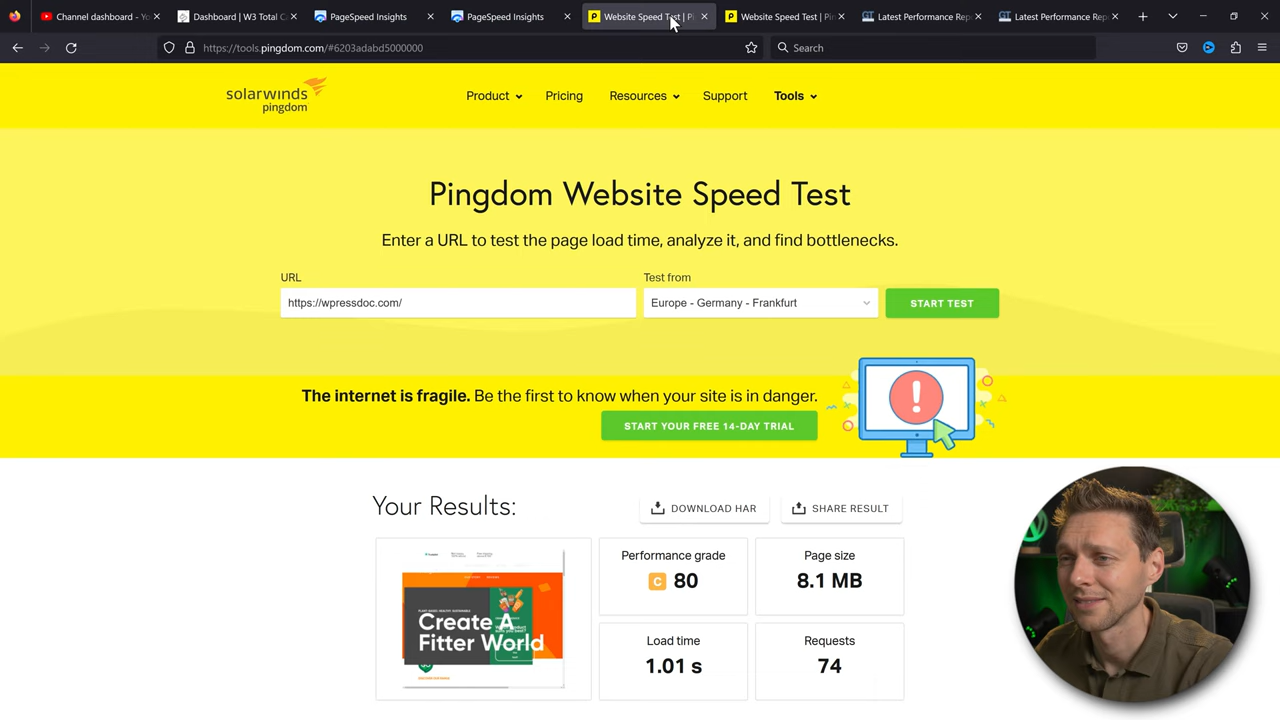 Channel dashboard - Yo
Dashboard | W3 Total C
PageSpeed Insights
PageSpeed Insights
Website Speed Test | Pi
Website Speed Test | Pin
Latest Performance Rep
Latest Performance Rep
https://tools.pingdom.com/#6203adabd5000000
Search
solarwinds
pingdom
Product
Pricing
Resources
Support
Tools
Pingdom Website Speed Test
Enter a URL to test the page load time, analyze it, and find bottlenecks.
URL
Test from
https://wpressdoc.com/
Europe - Germany - Frankfurt
START TEST
The internet is fragile. Be the first to know when your site is in danger.
START YOUR FREE 14-DAY TRIAL
Your Results:
DOWNLOAD HAR
SHARE RESULT
Performance grade
C 80
Page size
8.1 MB
Load time
1.01 s
Requests
74
Create A
Fitter World